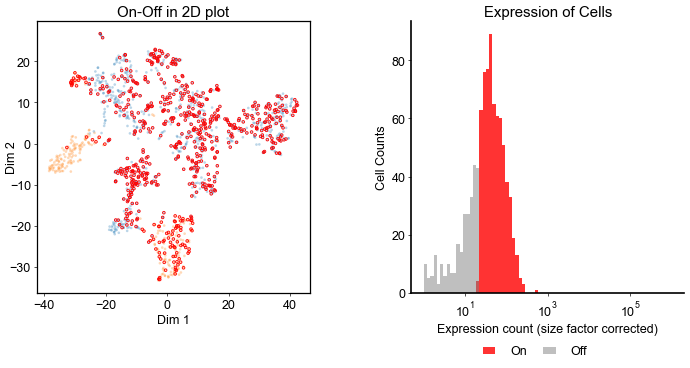 On-Off in 2D plot
Dim 2
20
10
0
−10
−20
−30
−40
−20
0
20
40
Dim 1
Expression of Cells
Cell Counts
80
60
40
20
0
10^1
10^3
10^5
Expression count (size factor corrected)
On
Off